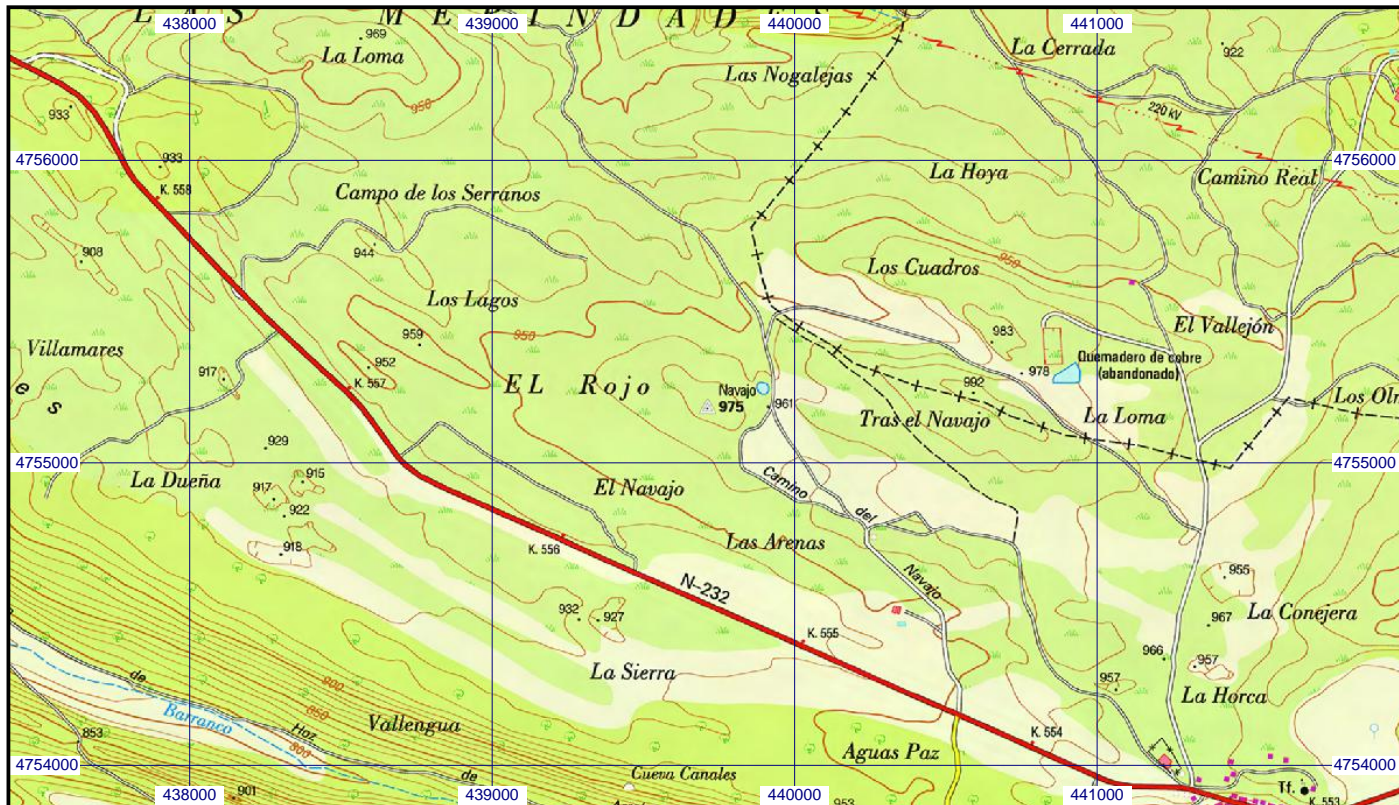 LAS MERINDADES
438000
439000
440000
441000
969
La Loma
Las Nogalejas
La Cerrada
922
933
950
220 kV
4756000
933
4756000
K. 558
Campo de los Serranos
La Hoya
Camino Real
908
944
Los Cuadros
950
Los Lagos
El Vallejón
Villamares
959
950
983
952
Quemadero de cobre
(abandonado)
917
K. 557
EL Rojo
Navajo
975
961
978
992
Los Olm
e s
Tras el Navajo
La Loma
929
4755000
4755000
La Dueña
915
917
922
El Navajo
Camino
del
918
K. 556
Las Arenas
N-232
Navajo
955
932
927
967
La Conejera
K. 555
966
957
La Sierra
957
La Horca
de
900
850
Barranco
Vallengua
853
Hoz
800
K. 554
Aguas Paz
4754000
4754000
de
Cueva Canales
901
953
Tf.
K. 553
438000
439000
440000
441000